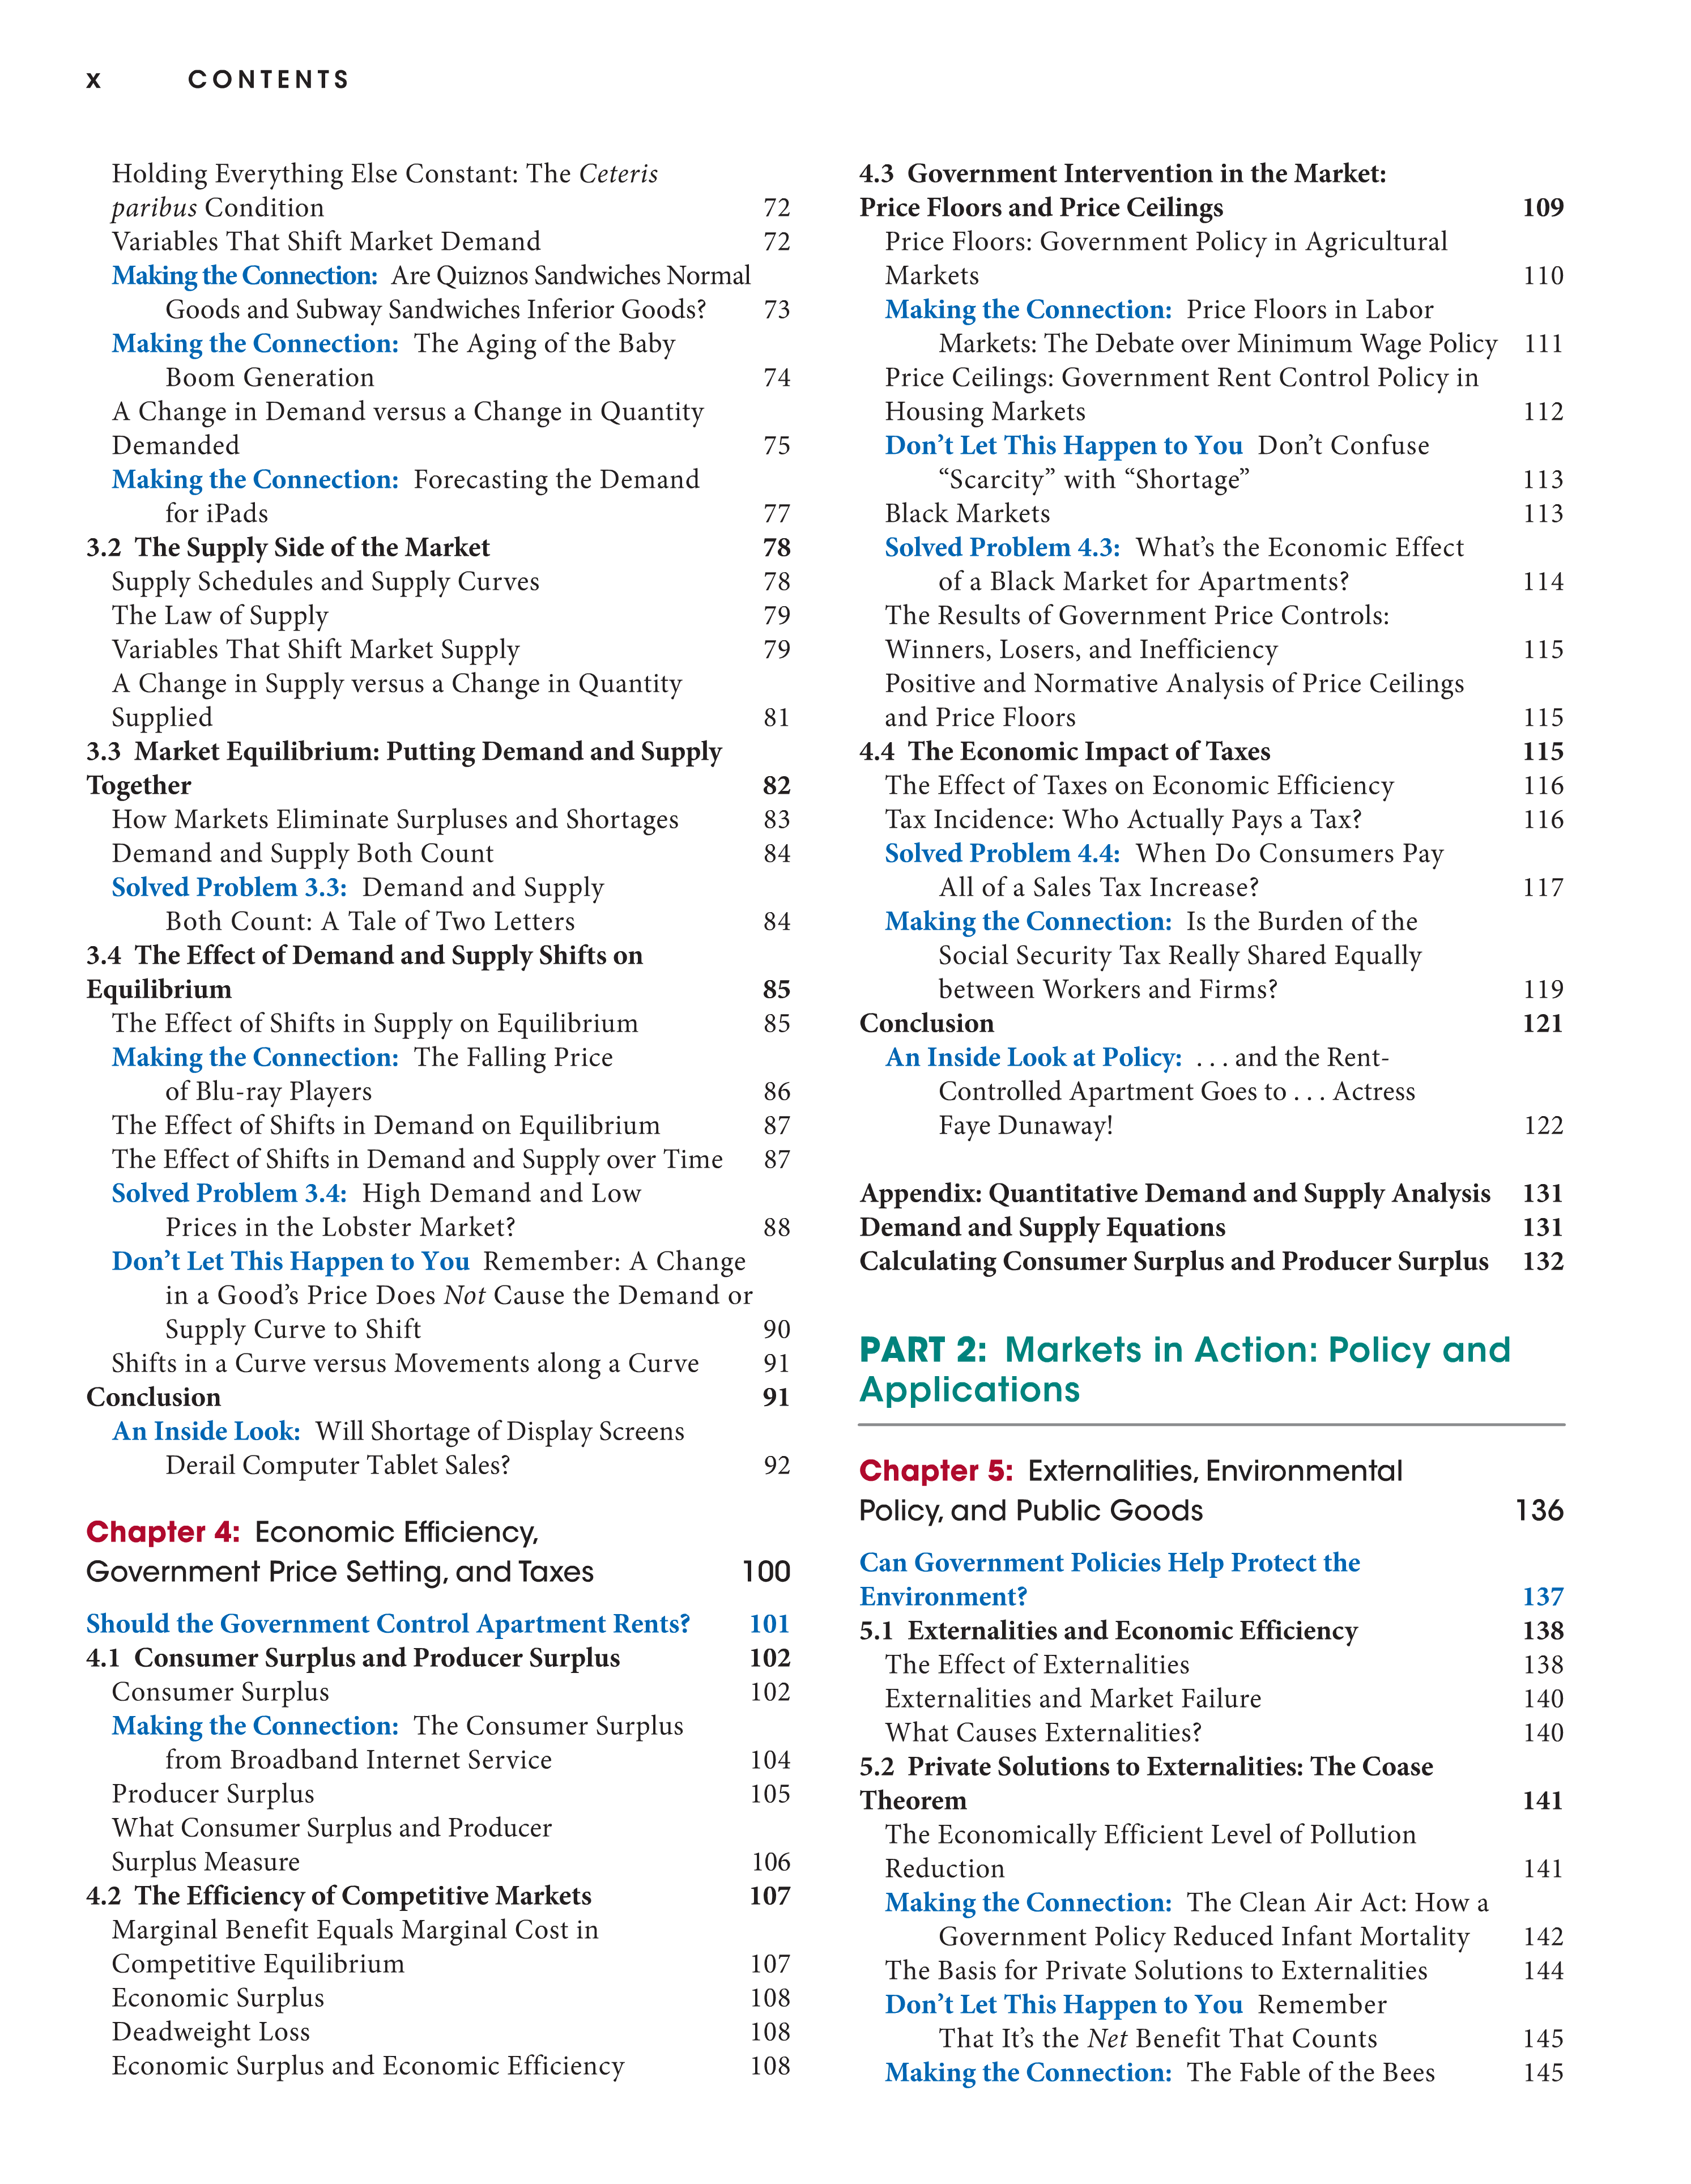 x CONTENTS
Holding Everything Else Constant: The Ceteris
paribus Condition 72
Variables That Shift Market Demand 72
Making the Connection: Are Quiznos Sandwiches Normal
Goods and Subway Sandwiches Inferior Goods? 73
Making the Connection: The Aging of the Baby
Boom Generation 74
A Change in Demand versus a Change in Quantity
Demanded 75
Making the Connection: Forecasting the Demand
for iPads 77
3.2 The Supply Side of the Market 78
Supply Schedules and Supply Curves 78
The Law of Supply 79
Variables That Shift Market Supply 79
A Change in Supply versus a Change in Quantity
Supplied 81
3.3 Market Equilibrium: Putting Demand and Supply
Together 82
How Markets Eliminate Surpluses and Shortages 83
Demand and Supply Both Count 84
Solved Problem 3.3: Demand and Supply
Both Count: A Tale of Two Letters 84
3.4 The Effect of Demand and Supply Shifts on
Equilibrium 85
The Effect of Shifts in Supply on Equilibrium 85
Making the Connection: The Falling Price
of Blu-ray Players 86
The Effect of Shifts in Demand on Equilibrium 87
The Effect of Shifts in Demand and Supply over Time 87
Solved Problem 3.4: High Demand and Low
Prices in the Lobster Market? 88
Don’t Let This Happen to You Remember: A Change
in a Good’s Price Does Not Cause the Demand or
Supply Curve to Shift 90
Shifts in a Curve versus Movements along a Curve 91
Conclusion 91
An Inside Look: Will Shortage of Display Screens
Derail Computer Tablet Sales? 92
Chapter 4: Economic Efficiency,
Government Price Setting, and Taxes 100
Should the Government Control Apartment Rents? 101
4.1 Consumer Surplus and Producer Surplus 102
Consumer Surplus 102
Making the Connection: The Consumer Surplus
from Broadband Internet Service 104
Producer Surplus 105
What Consumer Surplus and Producer
Surplus Measure 106
4.2 The Efficiency of Competitive Markets 107
Marginal Benefit Equals Marginal Cost in
Competitive Equilibrium 107
Economic Surplus 108
Deadweight Loss 108
Economic Surplus and Economic Efficiency 108
4.3 Government Intervention in the Market:
Price Floors and Price Ceilings 109
Price Floors: Government Policy in Agricultural
Markets 110
Making the Connection: Price Floors in Labor
Markets: The Debate over Minimum Wage Policy 111
Price Ceilings: Government Rent Control Policy in
Housing Markets 112
Don’t Let This Happen to You Don’t Confuse
“Scarcity” with “Shortage” 113
Black Markets 113
Solved Problem 4.3: What’s the Economic Effect
of a Black Market for Apartments? 114
The Results of Government Price Controls:
Winners, Losers, and Inefficiency 115
Positive and Normative Analysis of Price Ceilings
and Price Floors 115
4.4 The Economic Impact of Taxes 115
The Effect of Taxes on Economic Efficiency 116
Tax Incidence: Who Actually Pays a Tax? 116
Solved Problem 4.4: When Do Consumers Pay
All of a Sales Tax Increase? 117
Making the Connection: Is the Burden of the
Social Security Tax Really Shared Equally
between Workers and Firms? 119
Conclusion 121
An Inside Look at Policy: . . . and the Rent-
Controlled Apartment Goes to . . . Actress
Faye Dunaway! 122
Appendix: Quantitative Demand and Supply Analysis 131
Demand and Supply Equations 131
Calculating Consumer Surplus and Producer Surplus 132
PART 2: Markets in Action: Policy and
Applications
Chapter 5: Externalities, Environmental
Policy, and Public Goods 136
Can Government Policies Help Protect the
Environment? 137
5.1 Externalities and Economic Efficiency 138
The Effect of Externalities 138
Externalities and Market Failure 140
What Causes Externalities? 140
5.2 Private Solutions to Externalities: The Coase
Theorem 141
The Economically Efficient Level of Pollution
Reduction 141
Making the Connection: The Clean Air Act: How a
Government Policy Reduced Infant Mortality 142
The Basis for Private Solutions to Externalities 144
Don’t Let This Happen to You Remember
That It’s the Net Benefit That Counts 145
Making the Connection: The Fable of the Bees 145